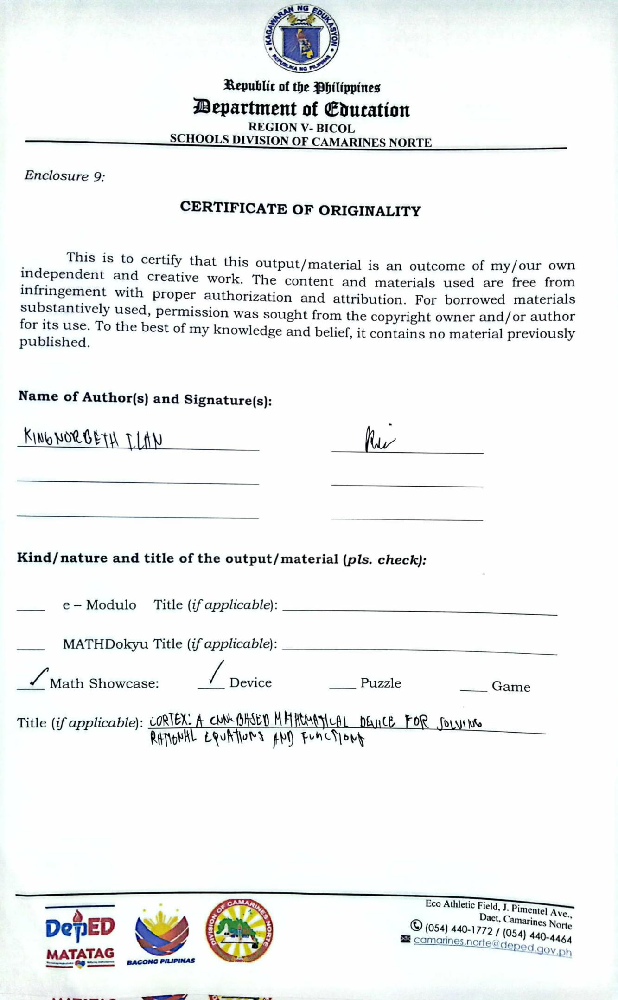 KAGAWARAN NG EDUKASYON
REPUBLIKA NG PILIPINAS
Republic of the Philippines
Department of Education
REGION V- BICOL
SCHOOLS DIVISION OF CAMARINES NORTE
Enclosure 9:
CERTIFICATE OF ORIGINALITY
This is to certify that this output/material is an outcome of my/our own
independent and creative work. The content and materials used are free from
infringement with proper authorization and attribution. For borrowed materials
substantively used, permission was sought from the copyright owner and/or author
for its use. To the best of my knowledge and belief, it contains no material previously
published.
Name of Author(s) and Signature(s):
KING NORBETH ILAN
Kind/nature and title of the output/material (pls. check):
e – Modulo Title (if applicable):
MATHDokyu Title (if applicable):
Math Showcase: Device Puzzle Game
Title (if applicable): CORTEX: A CNN-BASED MATHEMATICAL DEVICE FOR SOLVING
RATIONAL EQUATIONS AND FUNCTIONS
DepED
MATATAG
BAGONG PILIPINAS
DIVISION OF CAMARINES NORTE
Eco Athletic Field, J. Pimentel Ave.,
Daet, Camarines Norte
(054) 440-1772 / (054) 440-4464
camarines.norte@deped.gov.ph